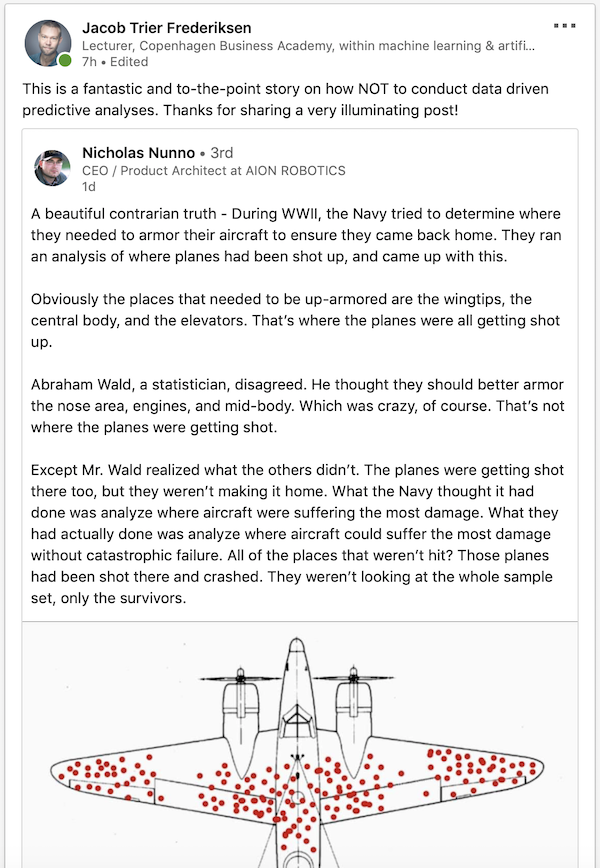 Jacob Trier Frederiksen
Lecturer, Copenhagen Business Academy, within machine learning & artifi...
7h • Edited
This is a fantastic and to-the-point story on how NOT to conduct data driven
predictive analyses. Thanks for sharing a very illuminating post!
Nicholas Nunno • 3rd
CEO / Product Architect at AION ROBOTICS
1d
A beautiful contrarian truth - During WWII, the Navy tried to determine where
they needed to armor their aircraft to ensure they came back home. They ran
an analysis of where planes had been shot up, and came up with this.
Obviously the places that needed to be up-armored are the wingtips, the
central body, and the elevators. That’s where the planes were all getting shot
up.
Abraham Wald, a statistician, disagreed. He thought they should better armor
the nose area, engines, and mid-body. Which was crazy, of course. That’s not
where the planes were getting shot.
Except Mr. Wald realized what the others didn’t. The planes were getting shot
there too, but they weren’t making it home. What the Navy thought it had
done was analyze where aircraft were suffering the most damage. What they
had actually done was analyze where aircraft could suffer the most damage
without catastrophic failure. All of the places that weren’t hit? Those planes
had been shot there and crashed. They weren’t looking at the whole sample
set, only the survivors.